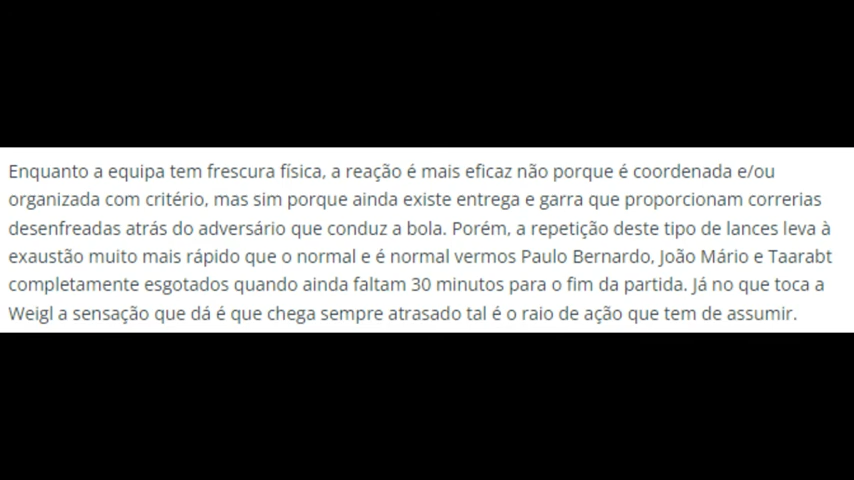 Enquanto a equipa tem frescura física, a reação é mais eficaz não porque é coordenada e/ou
organizada com critério, mas sim porque ainda existe entrega e garra que proporcionam correrias
desenfreadas atrás do adversário que conduz a bola. Porém, a repetição deste tipo de lances leva à
exaustão muito mais rápido que o normal e é normal vermos Paulo Bernardo, João Mário e Taarabt
completamente esgotados quando ainda faltam 30 minutos para o fim da partida. Já no que toca a
Weigl a sensação que dá é que chega sempre atrasado tal é o raio de ação que tem de assumir.